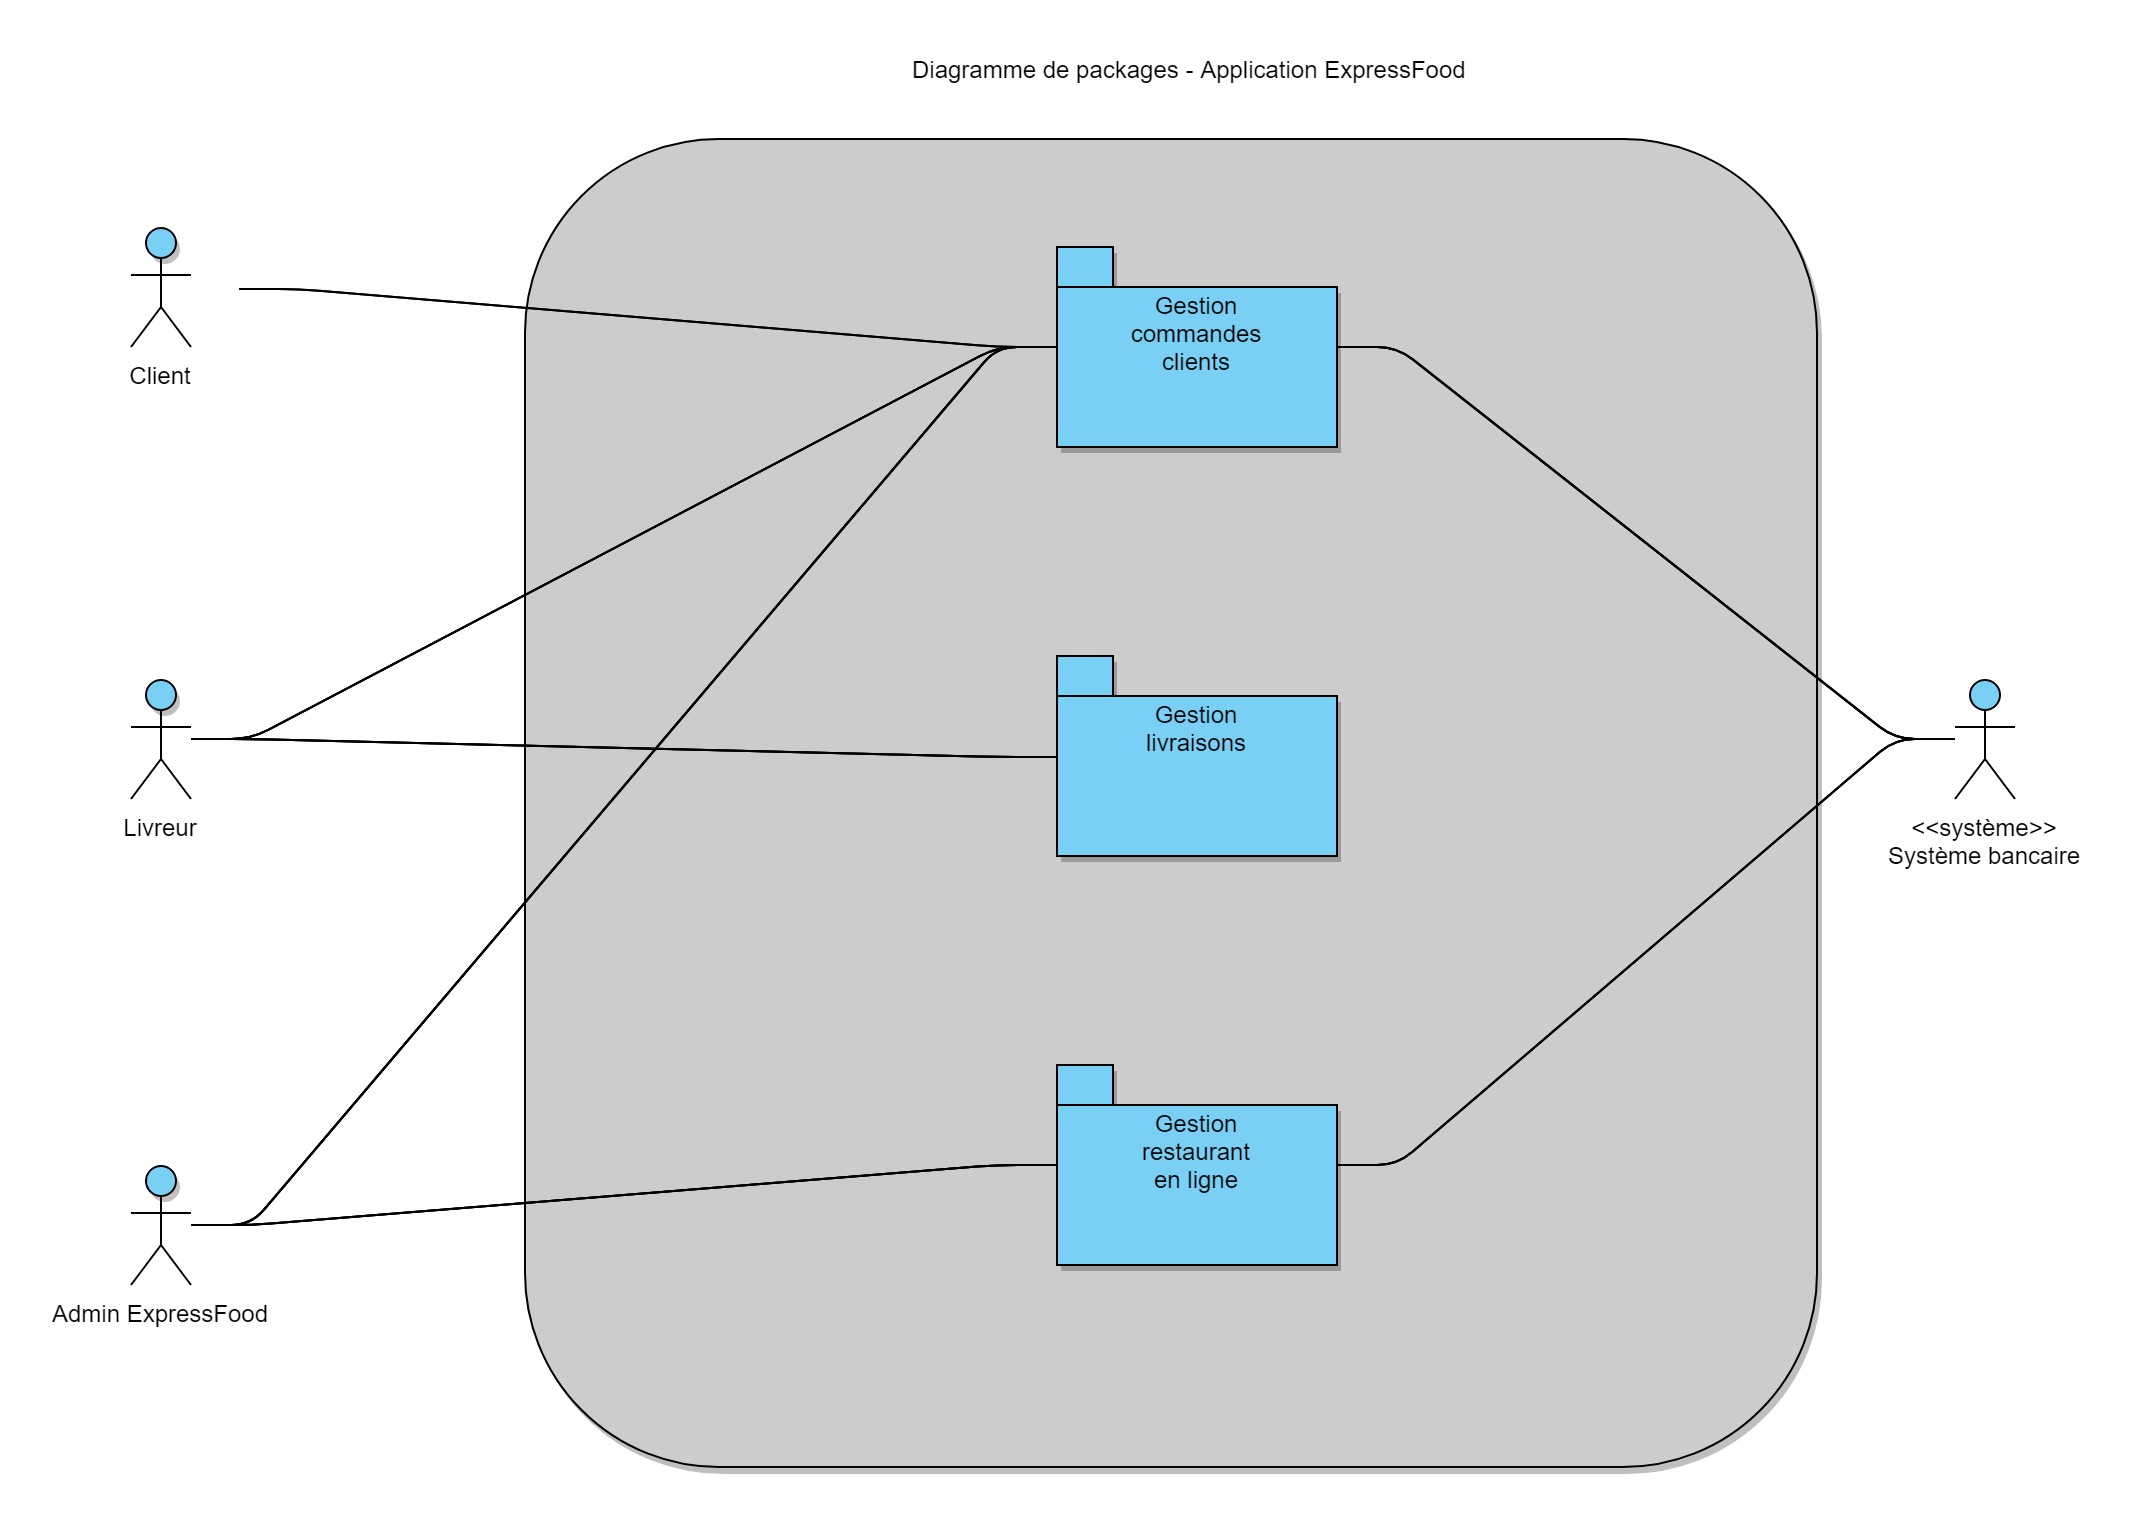 Diagramme de packages - Application ExpressFood
Client
Gestion
commandes
clients
Livreur
Gestion
livraisons
<<système>>
Système bancaire
Gestion
restaurant
en ligne
Admin ExpressFood